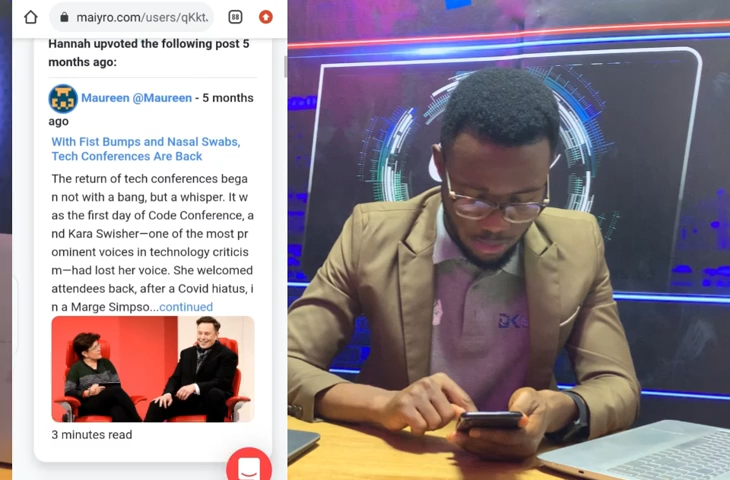 maiyro.com/users/qKkt.
88
Hannah upvoted the following post 5
months ago:
Maureen @Maureen - 5 months
ago
With Fist Bumps and Nasal Swabs,
Tech Conferences Are Back
The return of tech conferences bega
n not with a bang, but a whisper. It w
as the first day of Code Conference, a
nd Kara Swisher—one of the most pr
ominent voices in technology criticis
m—had lost her voice. She welcomed
attendees back, after a Covid hiatus, i
n a Marge Simpso...continued
3 minutes read